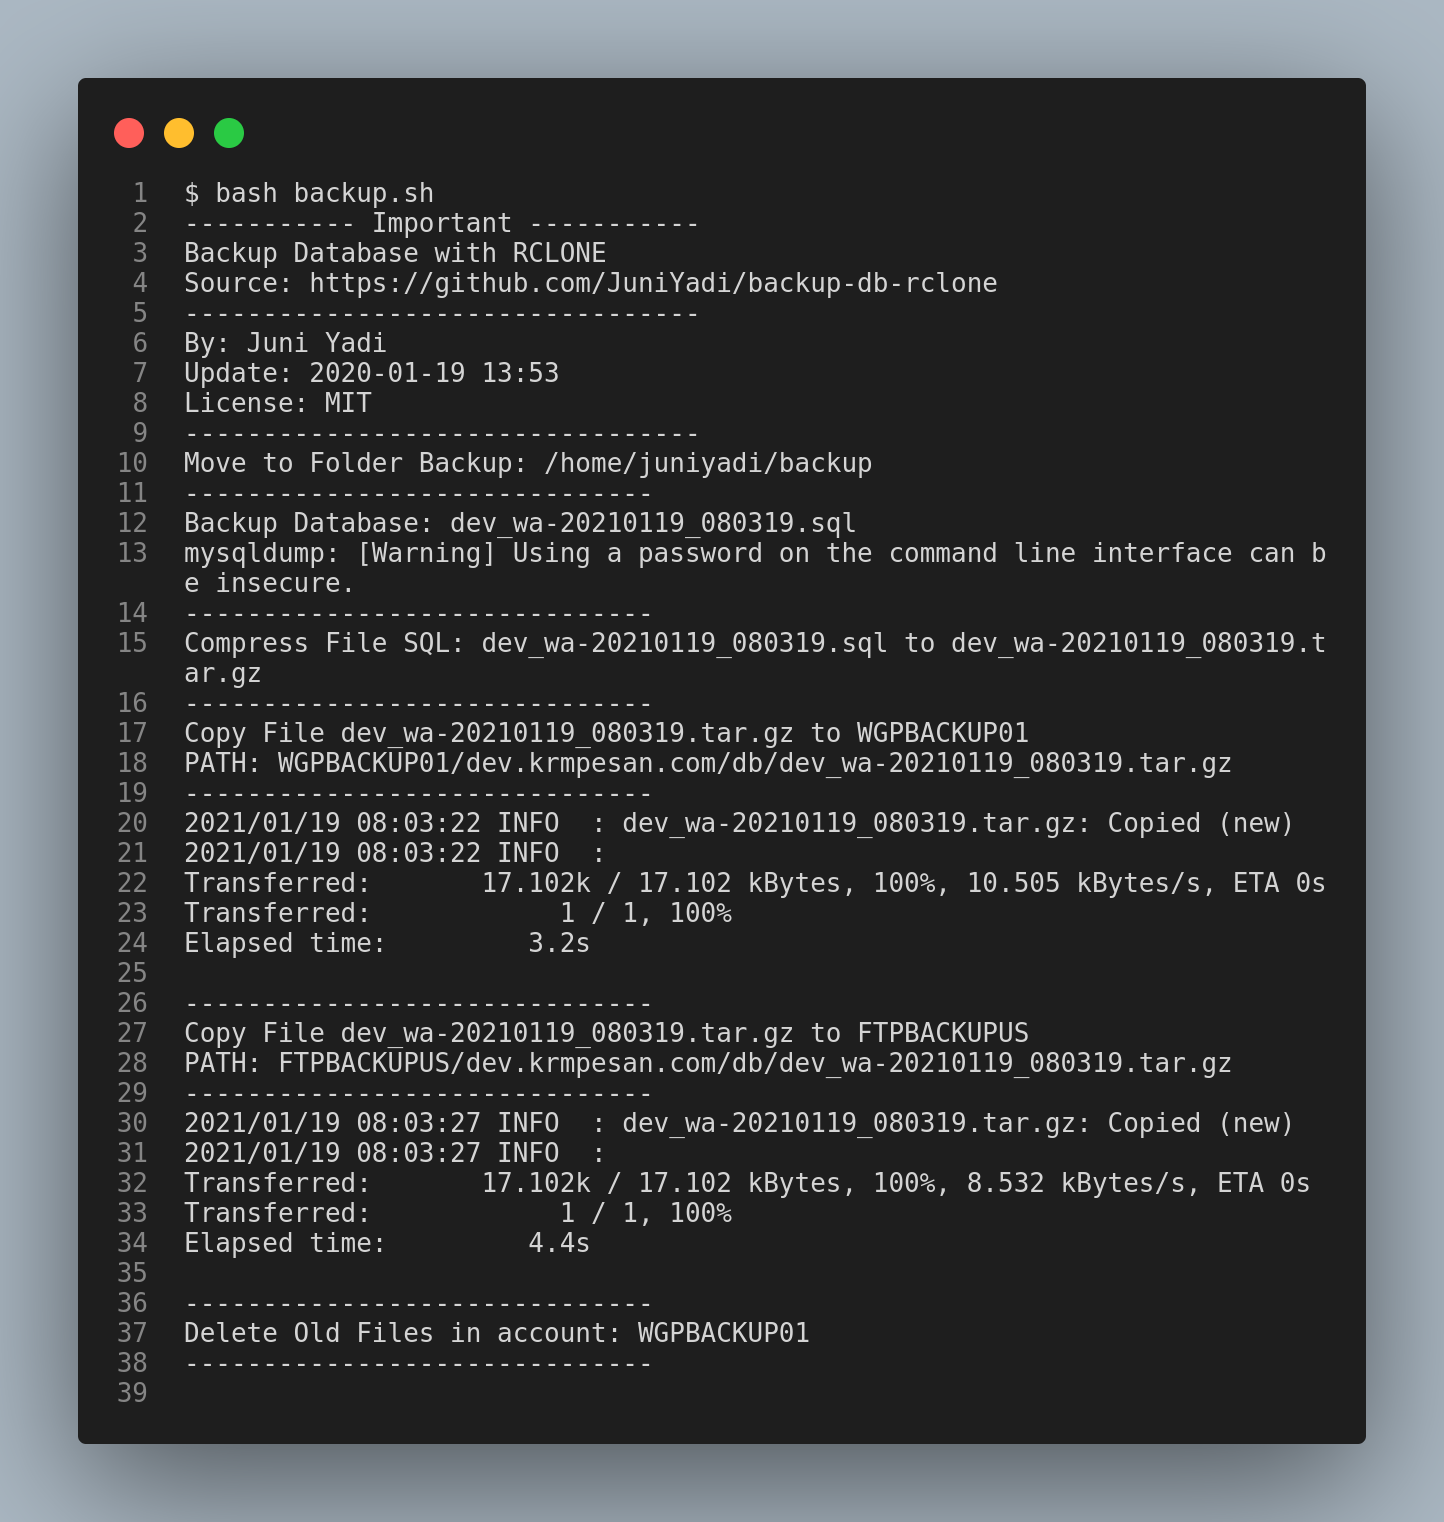 1 $ bash backup.sh
2 ----------- Important -----------
3 Backup Database with RCLONE
4 Source: https://github.com/JuniYadi/backup-db-rclone
5 ---------------------------------
6 By: Juni Yadi
7 Update: 2020-01-19 13:53
8 License: MIT
9 ---------------------------------
10 Move to Folder Backup: /home/juniyadi/backup
11 ------------------------------
12 Backup Database: dev_wa-20210119_080319.sql
13 mysqldump: [Warning] Using a password on the command line interface can b
e insecure.
14 ------------------------------
15 Compress File SQL: dev_wa-20210119_080319.sql to dev_wa-20210119_080319.t
ar.gz
16 ------------------------------
17 Copy File dev_wa-20210119_080319.tar.gz to WGPBACKUP01
18 PATH: WGPBACKUP01/dev.krmpesan.com/db/dev_wa-20210119_080319.tar.gz
19 ------------------------------
20 2021/01/19 08:03:22 INFO  : dev_wa-20210119_080319.tar.gz: Copied (new)
21 2021/01/19 08:03:22 INFO  :
22 Transferred:       17.102k / 17.102 kBytes, 100%, 10.505 kBytes/s, ETA 0s
23 Transferred:            1 / 1, 100%
24 Elapsed time:         3.2s
25
26 ------------------------------
27 Copy File dev_wa-20210119_080319.tar.gz to FTPBACKUPUS
28 PATH: FTPBACKUPUS/dev.krmpesan.com/db/dev_wa-20210119_080319.tar.gz
29 ------------------------------
30 2021/01/19 08:03:27 INFO  : dev_wa-20210119_080319.tar.gz: Copied (new)
31 2021/01/19 08:03:27 INFO  :
32 Transferred:       17.102k / 17.102 kBytes, 100%, 8.532 kBytes/s, ETA 0s
33 Transferred:            1 / 1, 100%
34 Elapsed time:         4.4s
35
36 ------------------------------
37 Delete Old Files in account: WGPBACKUP01
38 ------------------------------
39